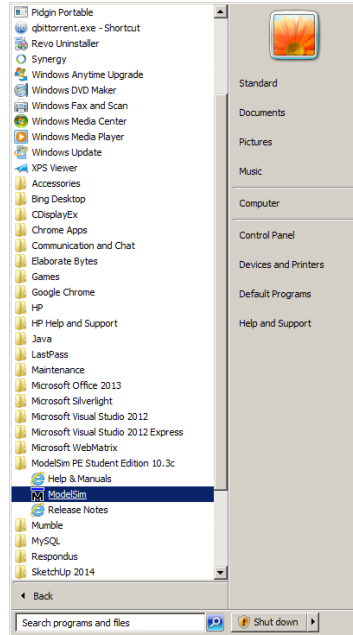 Pidgin Portable
qbittorrent.exe - Shortcut
Revo Uninstaller
Synergy
Windows Anytime Upgrade
Windows DVD Maker
Windows Fax and Scan
Windows Media Center
Windows Media Player
Windows Update
XPS Viewer
Accessories
Bing Desktop
CDisplayEx
Chrome Apps
Communication and Chat
Elaborate Bytes
Games
Google Chrome
HP
HP Help and Support
Java
LastPass
Maintenance
Microsoft Office 2013
Microsoft Silverlight
Microsoft Visual Studio 2012
Microsoft Visual Studio 2012 Express
Microsoft WebMatrix
ModelSim PE Student Edition 10.3c
Help & Manuals
ModelSim
Release Notes
Mumble
MySQL
Respondus
SketchUp 2014
Back
Search programs and files
Standard
Documents
Pictures
Music
Computer
Control Panel
Devices and Printers
Default Programs
Help and Support
Shut down